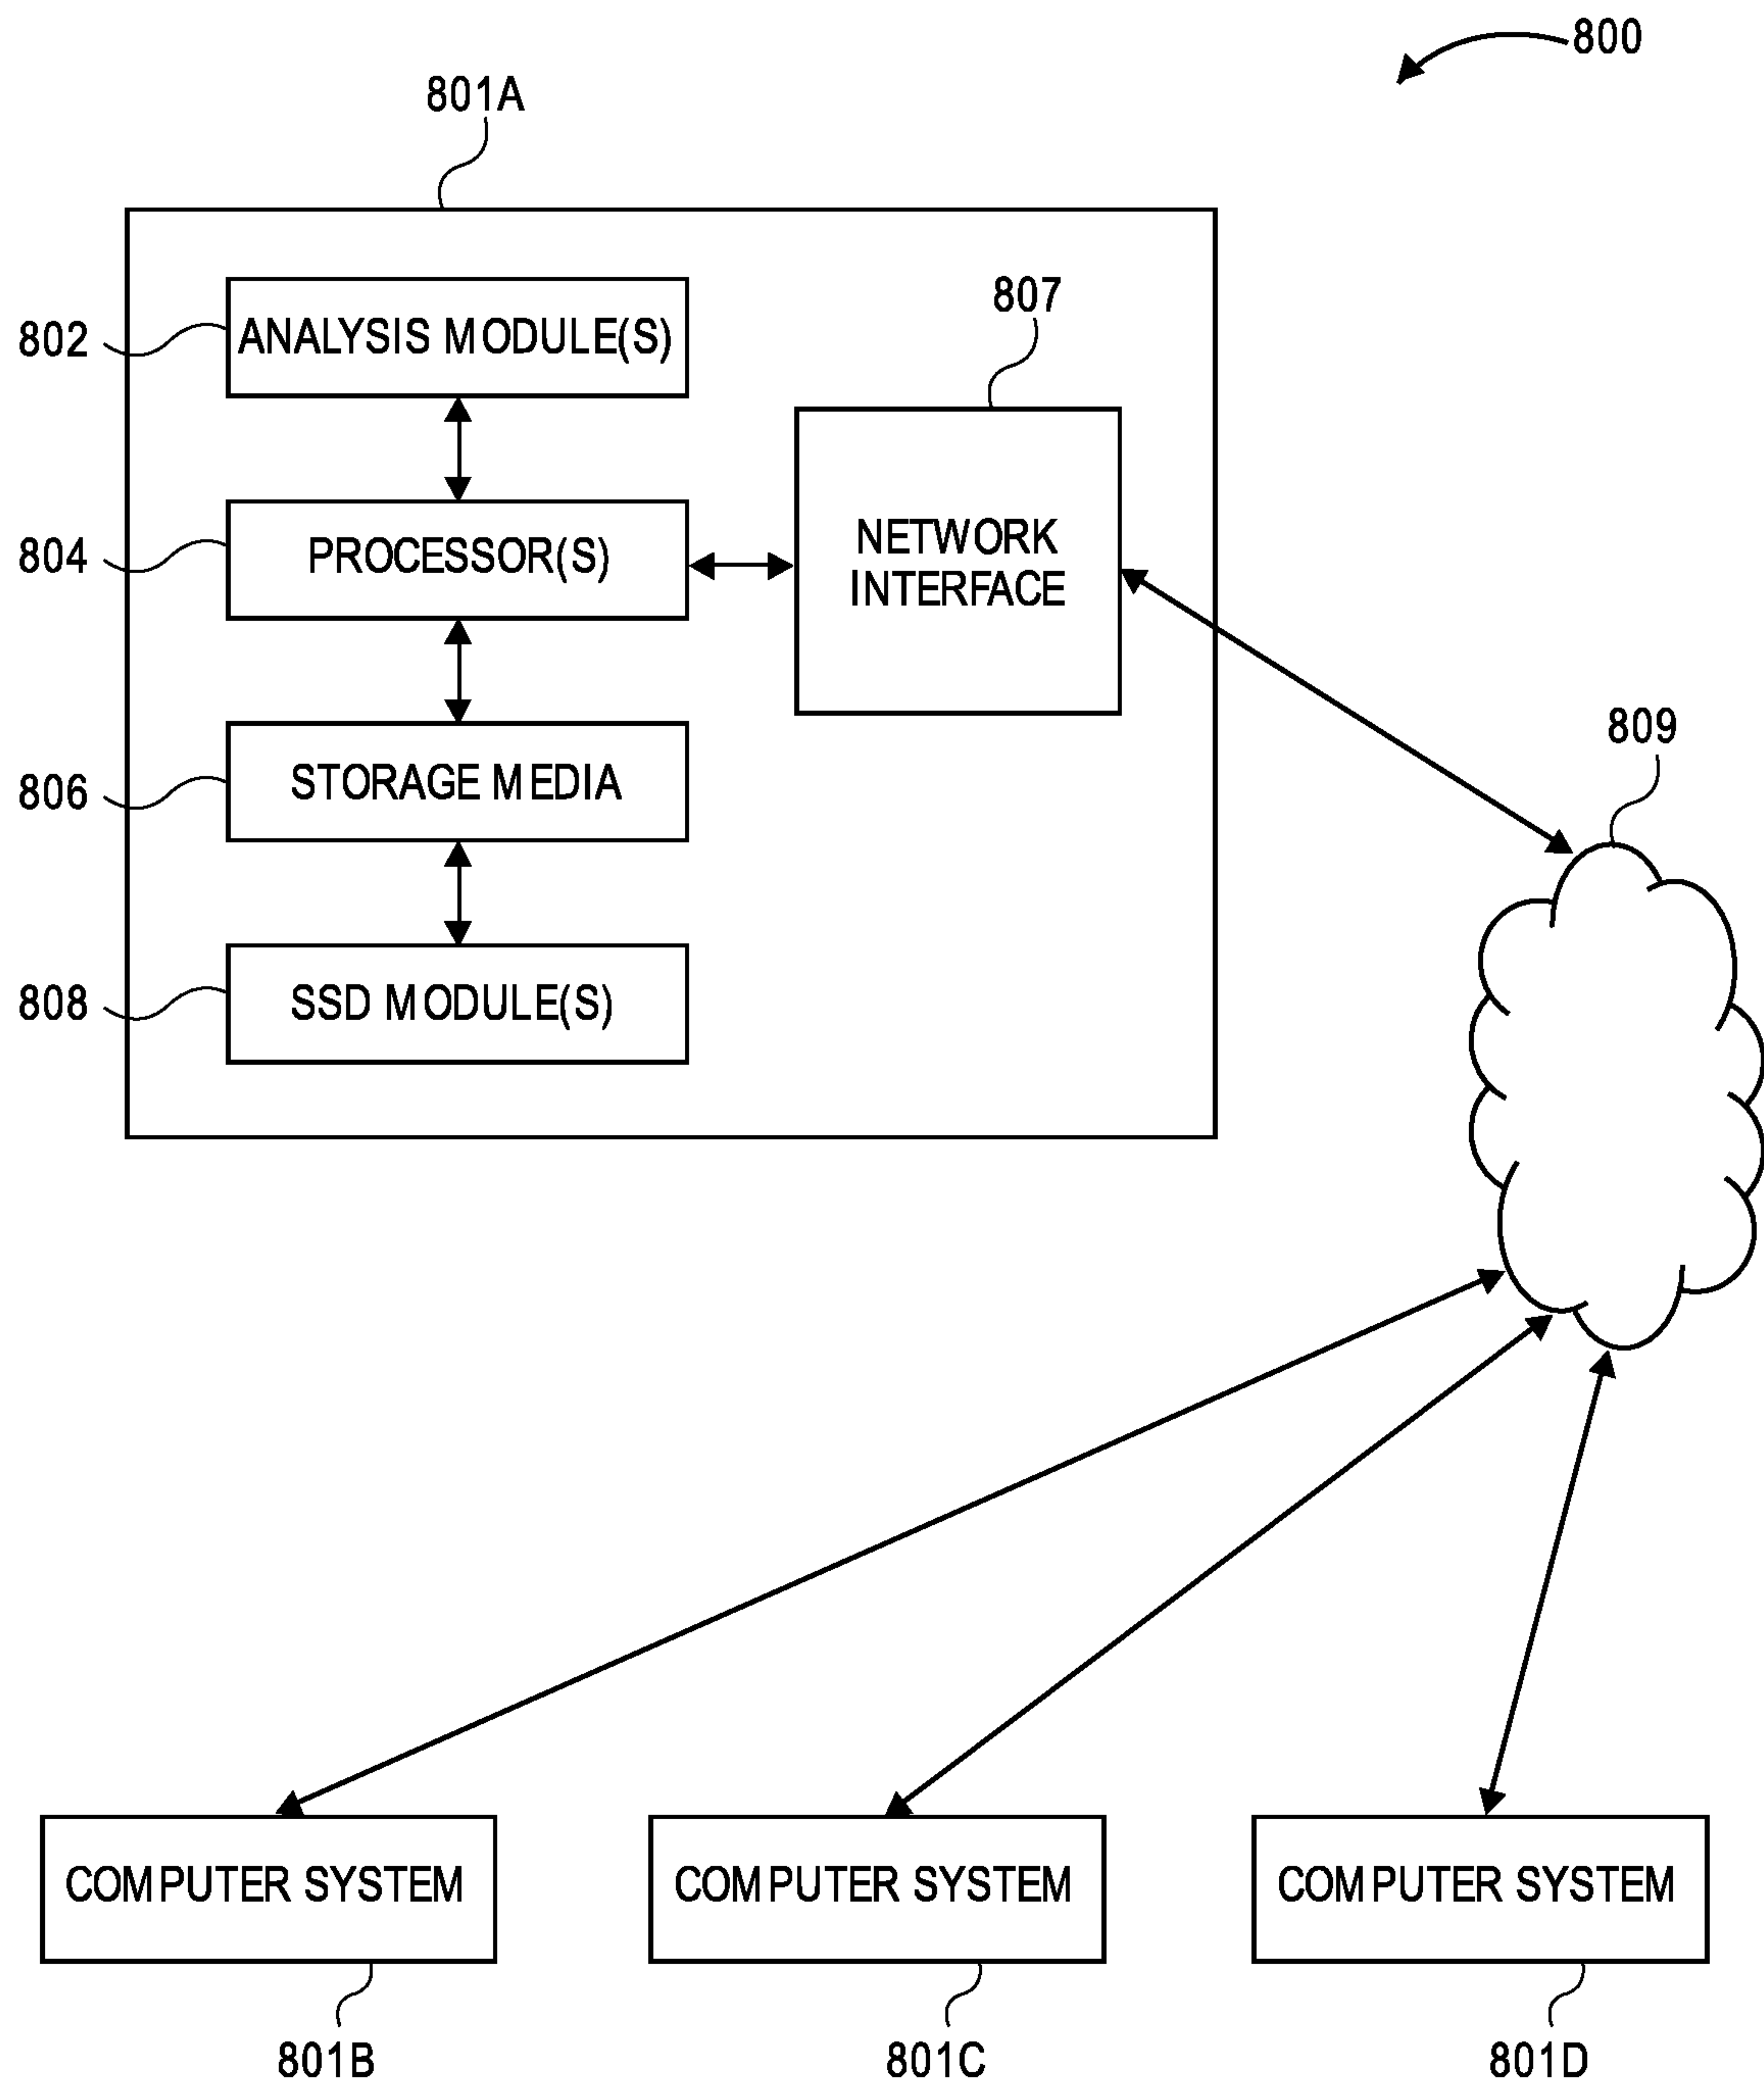 800
801A
802
ANALYSIS MODULE(S)
807
804
PROCESSOR(S)
NETWORK
INTERFACE
806
STORAGE MEDIA
809
808
SSD MODULE(S)
COMPUTER SYSTEM
COMPUTER SYSTEM
COMPUTER SYSTEM
801B
801C
801D